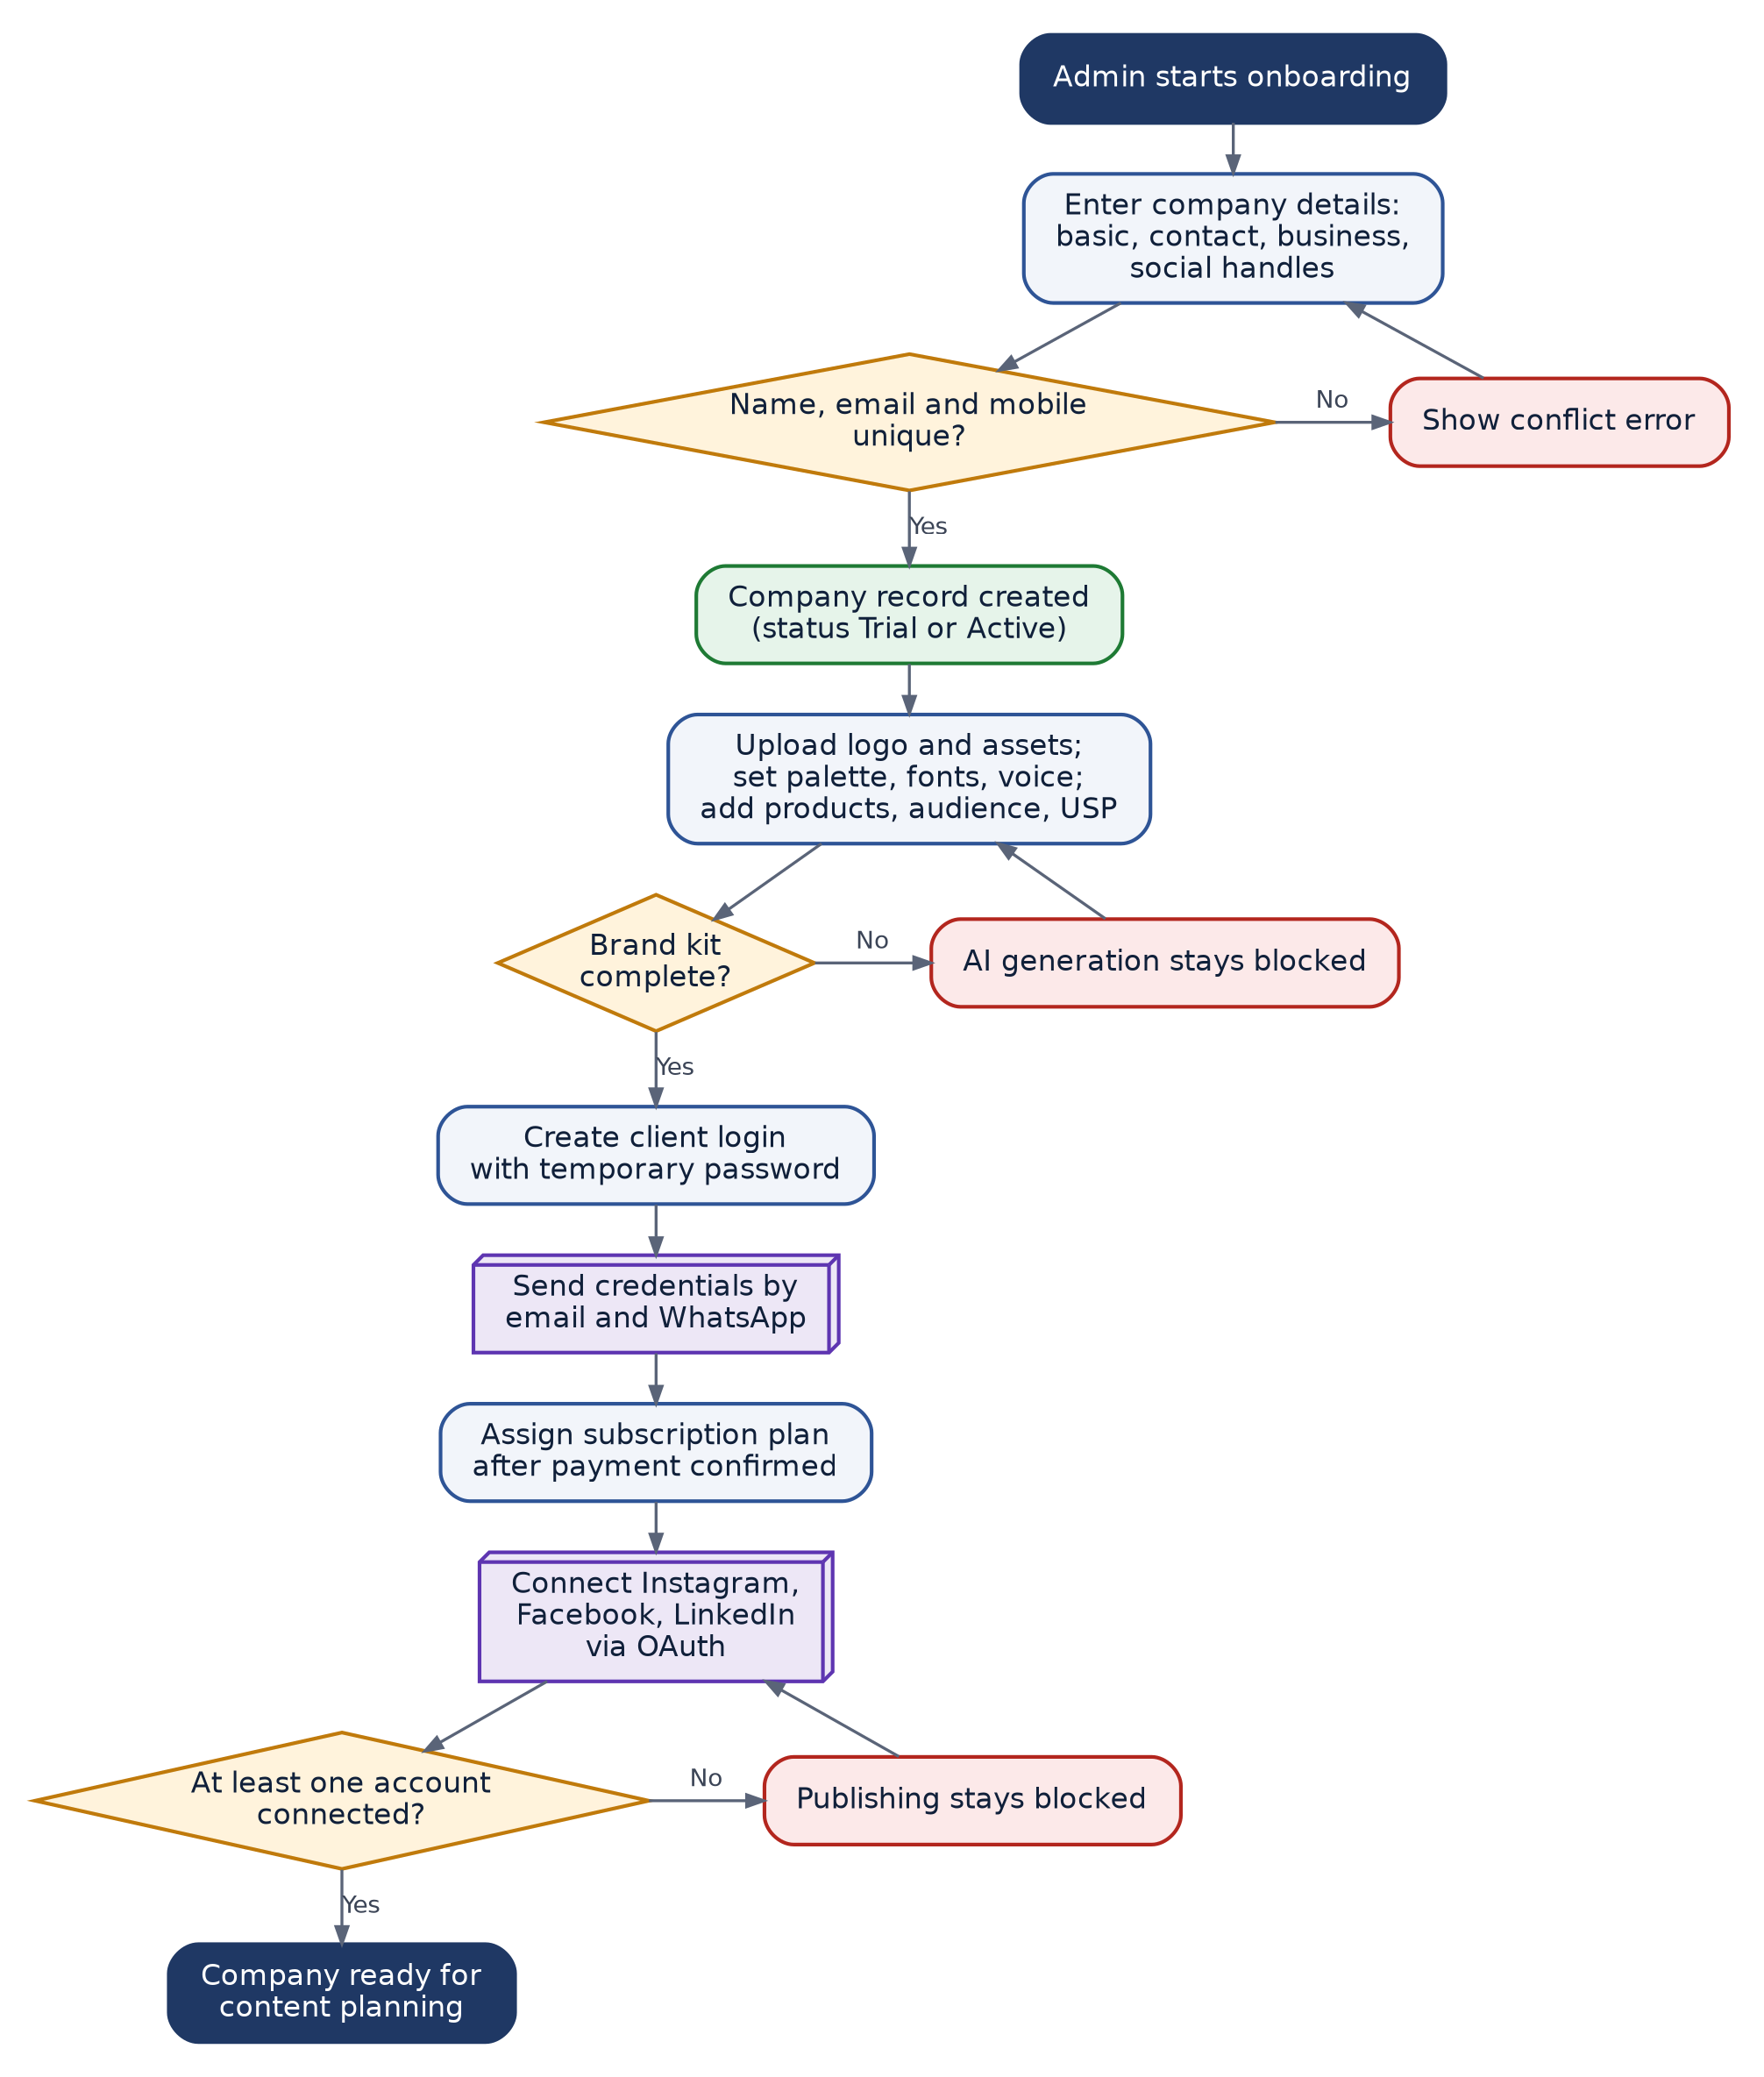 Admin starts onboarding
Enter company details:
basic, contact, business,
social handles
Name, email and mobile
unique?
No
Show conflict error
Yes
Company record created
(status Trial or Active)
Upload logo and assets;
set palette, fonts, voice;
add products, audience, USP
Brand kit
complete?
No
AI generation stays blocked
Yes
Create client login
with temporary password
Send credentials by
email and WhatsApp
Assign subscription plan
after payment confirmed
Connect Instagram,
Facebook, LinkedIn
via OAuth
At least one account
connected?
No
Publishing stays blocked
Yes
Company ready for
content planning